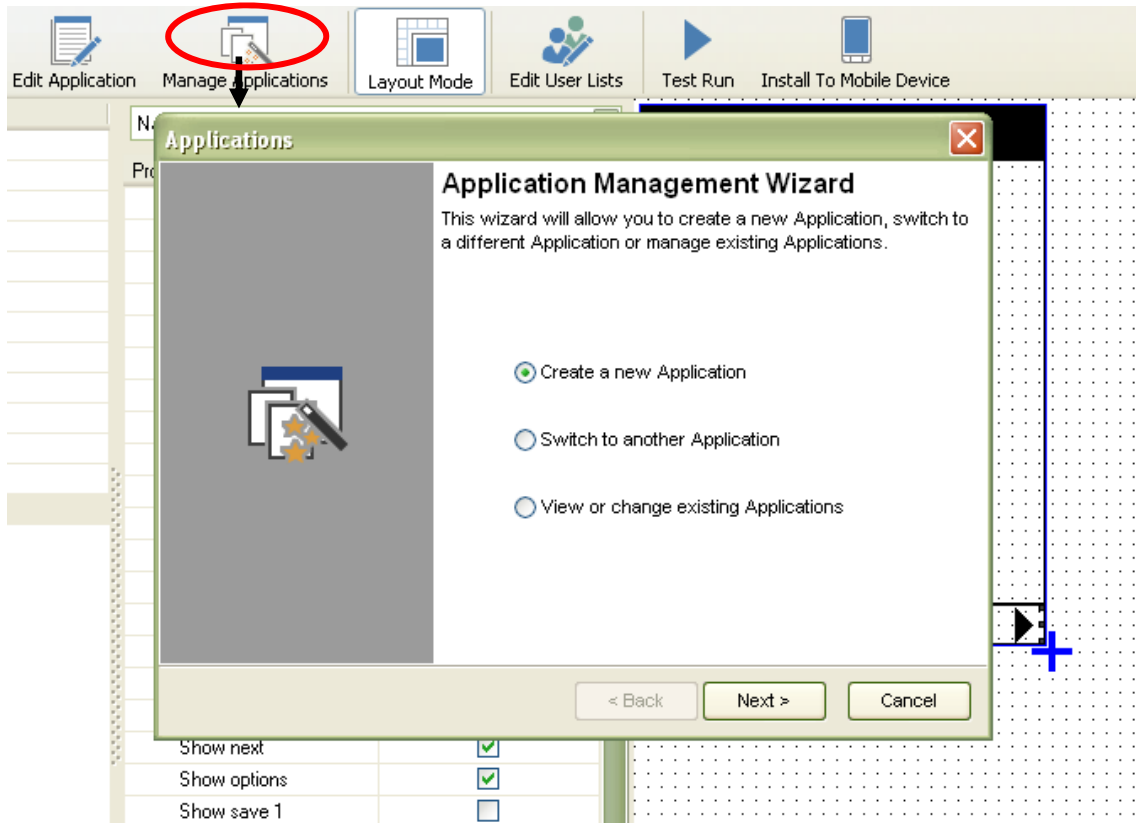 Edit Application Manage Applications Layout Mode Edit User Lists Test Run Install To Mobile Device
Applications
Application Management Wizard
This wizard will allow you to create a new Application, switch to
a different Application or manage existing Applications.
Create a new Application
Switch to another Application
View or change existing Applications
< Back Next > Cancel
Show next
Show options
Show save 1